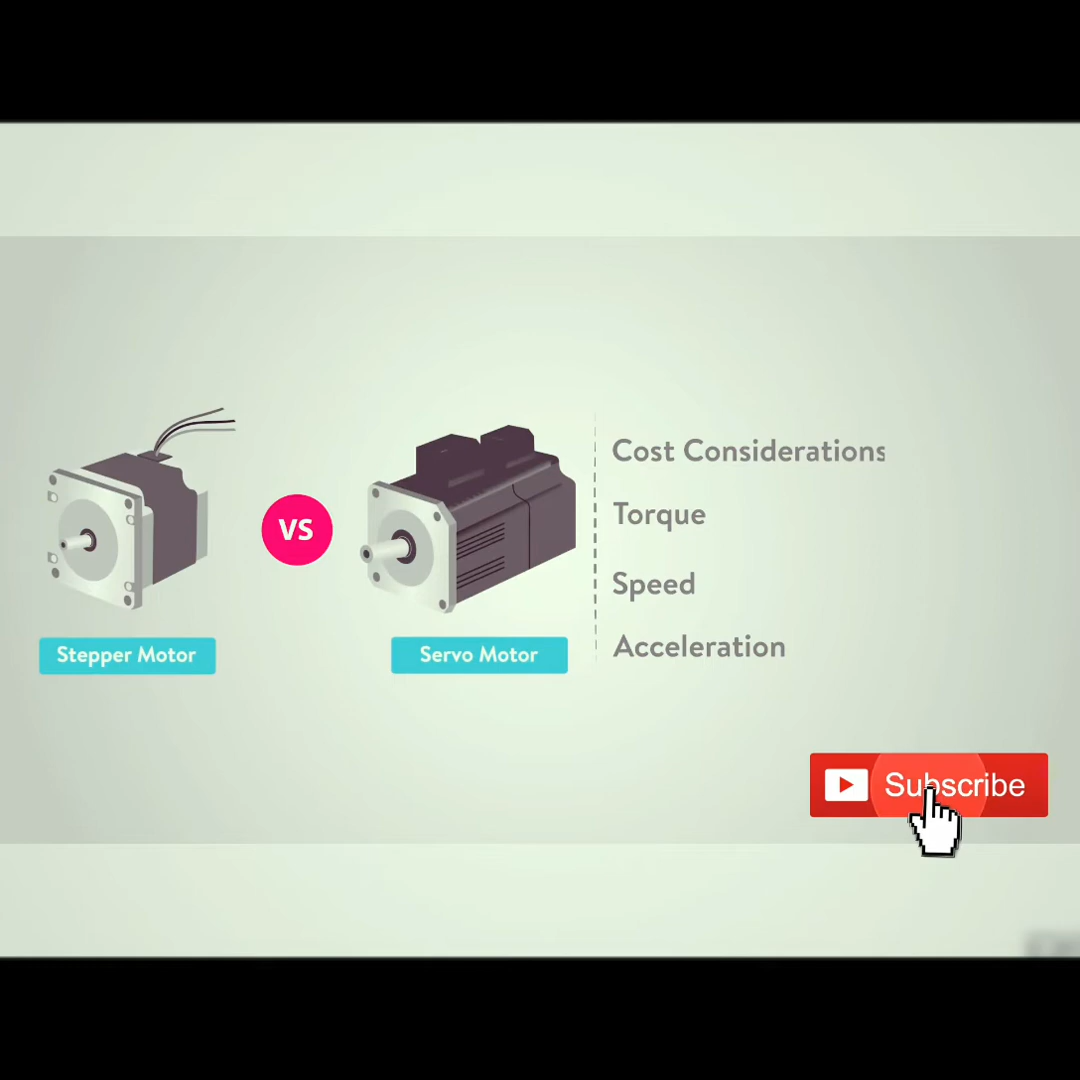 Cost Considerations
VS
Torque
Speed
Stepper Motor
Servo Motor
Acceleration
Subscribe